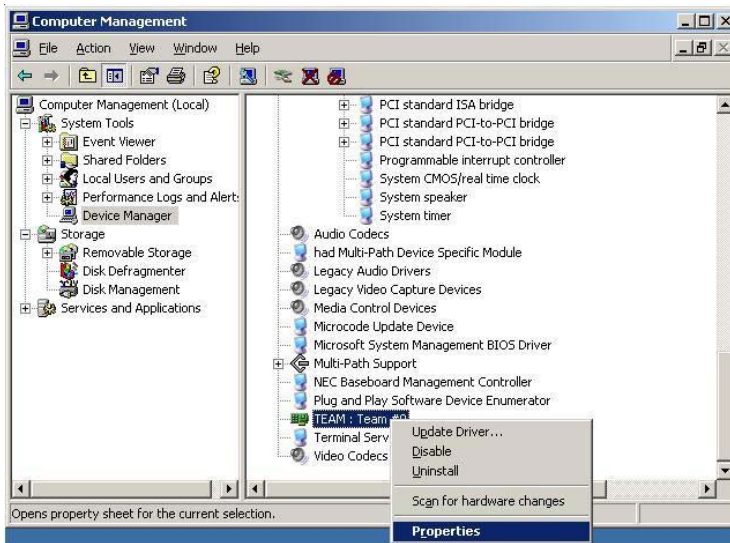 Computer Management
File Action View Window Help
Computer Management (Local)
System Tools
Event Viewer
Shared Folders
Local Users and Groups
Performance Logs and Alert:
Device Manager
Storage
Removable Storage
Disk Defragmenter
Disk Management
Services and Applications
PCI standard ISA bridge
PCI standard PCI-to-PCI bridge
PCI standard PCI-to-PCI bridge
Programmable interrupt controller
System CMOS/real time clock
System speaker
System timer
Audio Codecs
had Multi-Path Device Specific Module
Legacy Audio Drivers
Legacy Video Capture Devices
Media Control Devices
Microcode Update Device
Microsoft System Management BIOS Driver
Multi-Path Support
NEC Baseboard Management Controller
Plug and Play Software Device Enumerator
TEAM : Team #0
Terminal Serv
Video Codecs
Update Driver...
Disable
Uninstall
Scan for hardware changes
Properties
Opens property sheet for the current selection.